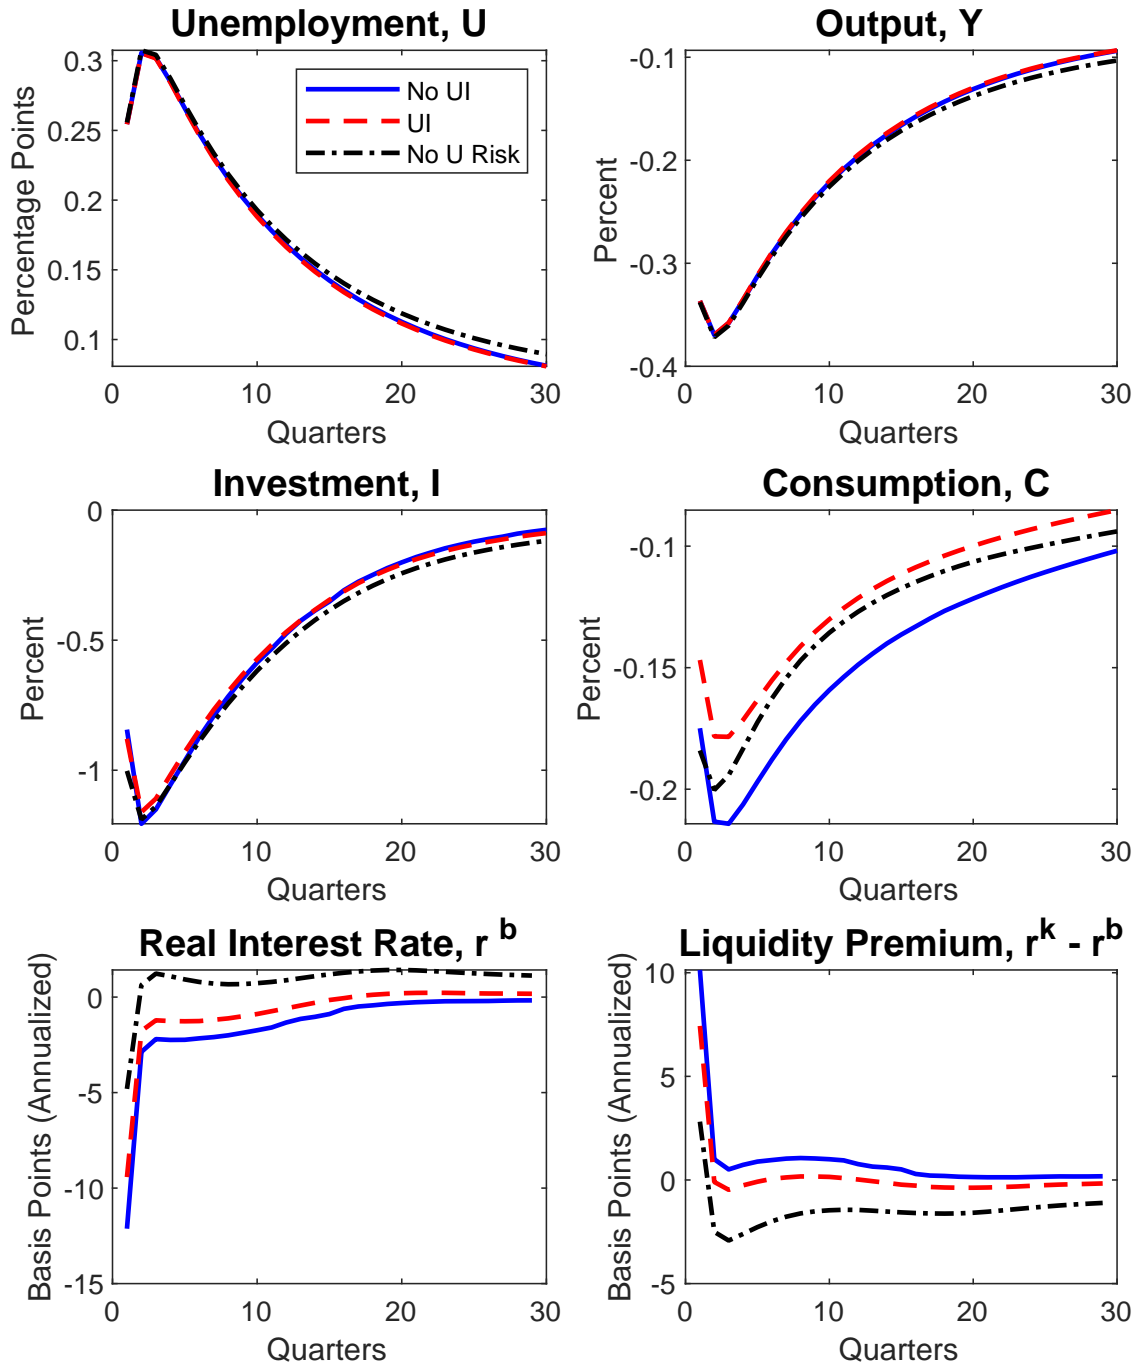 Unemployment, U
Percentage Points
0.3
0.25
0.2
0.15
0.1
No UI
UI
No U Risk
0 10 20 30
Quarters
Output, Y
Percent
-0.1
-0.2
-0.3
-0.4
0 10 20 30
Quarters
Investment, I
Percent
0
-0.5
-1
0 10 20 30
Quarters
Consumption, C
Percent
-0.1
-0.15
-0.2
0 10 20 30
Quarters
Real Interest Rate, r b
Basis Points (Annualized)
0
-5
-10
-15
0 10 20 30
Quarters
Liquidity Premium, r^k - r^b
Basis Points (Annualized)
10
5
0
-5
0 10 20 30
Quarters